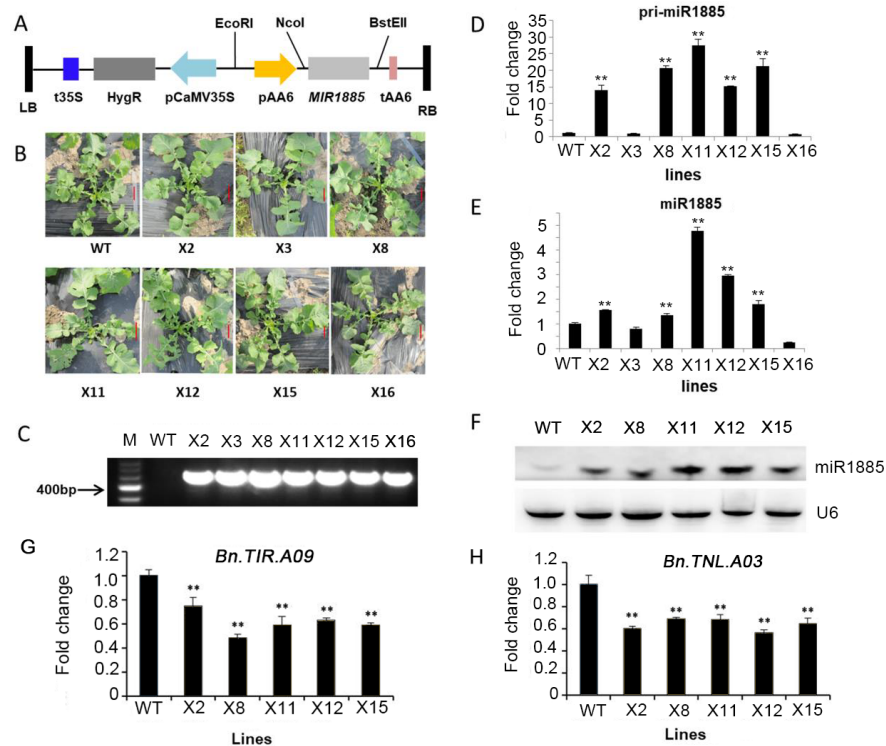 A
EcoRI NcoI BstEII
LB t35S HygR pCaMV35S pAA6 MIR1885 tAA6 RB
B
WT X2 X3 X8
X11 X12 X15 X16
C
M WT X2 X3 X8 X11 X12 X15 X16
400bp
D
pri-miR1885
Fold change
35
30
25
20
15
10
5
0
** ** ** ** **
WT X2 X3 X8 X11 X12 X15 X16
lines
E
miR1885
Fold change
5
4
3
2
1
0
** ** ** ** **
WT X2 X3 X8 X11 X12 X15 X16
lines
F
WT X2 X8 X11 X12 X15
miR1885
U6
G
Bn.TIR.A09
Fold change
1.2
1.0
0.8
0.6
0.4
0.2
0
** ** ** ** **
WT X2 X8 X11 X12 X15
Lines
H
Bn.TNL.A03
Fold change
1.2
1.0
0.8
0.6
0.4
0.2
0
** ** ** ** **
WT X2 X8 X11 X12 X15
Lines